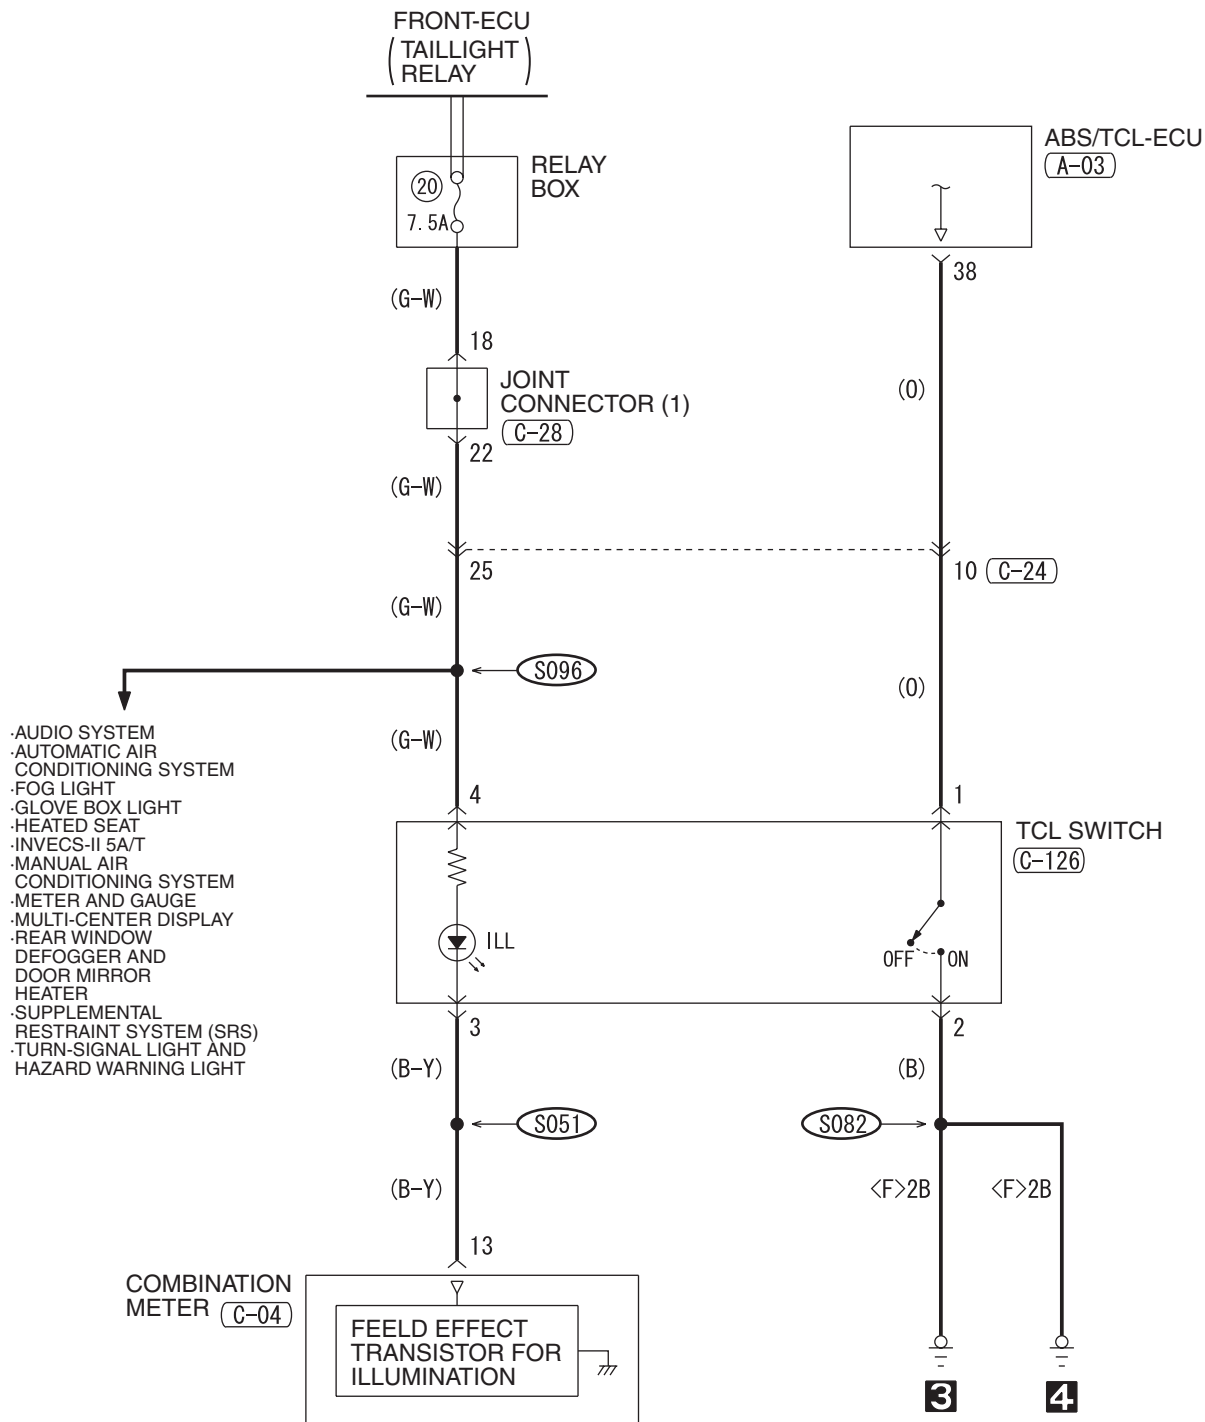 FRONT-ECU
(TAILLIGHT
RELAY)
RELAY
BOX
20
7.5A
ABS/TCL-ECU
A-03
38
(G-W)
18
JOINT
CONNECTOR (1)
C-28
(O)
22
(G-W)
25
10 C-24
(G-W)
S096
(O)
·AUDIO SYSTEM
·AUTOMATIC AIR
CONDITIONING SYSTEM
·FOG LIGHT
·GLOVE BOX LIGHT
·HEATED SEAT
·INVECS-II 5A/T
·MANUAL AIR
CONDITIONING SYSTEM
·METER AND GAUGE
·MULTI-CENTER DISPLAY
·REAR WINDOW
DEFOGGER AND
DOOR MIRROR
HEATER
·SUPPLEMENTAL
RESTRAINT SYSTEM (SRS)
·TURN-SIGNAL LIGHT AND
HAZARD WARNING LIGHT
(G-W)
4
1
TCL SWITCH
C-126
ILL
OFF ON
3
2
(B-Y)
(B)
S051
S082
(B-Y)
<F>2B
<F>2B
13
COMBINATION
METER C-04
FEELD EFFECT
TRANSISTOR FOR
ILLUMINATION
3
4